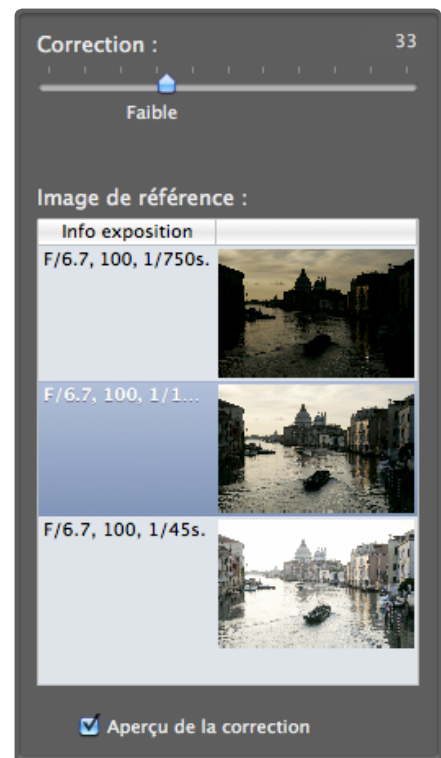 Correction : 33
Faible
Image de référence :
Info exposition
F/6.7, 100, 1/750s.
F/6.7, 100, 1/1...
F/6.7, 100, 1/45s.
Aperçu de la correction